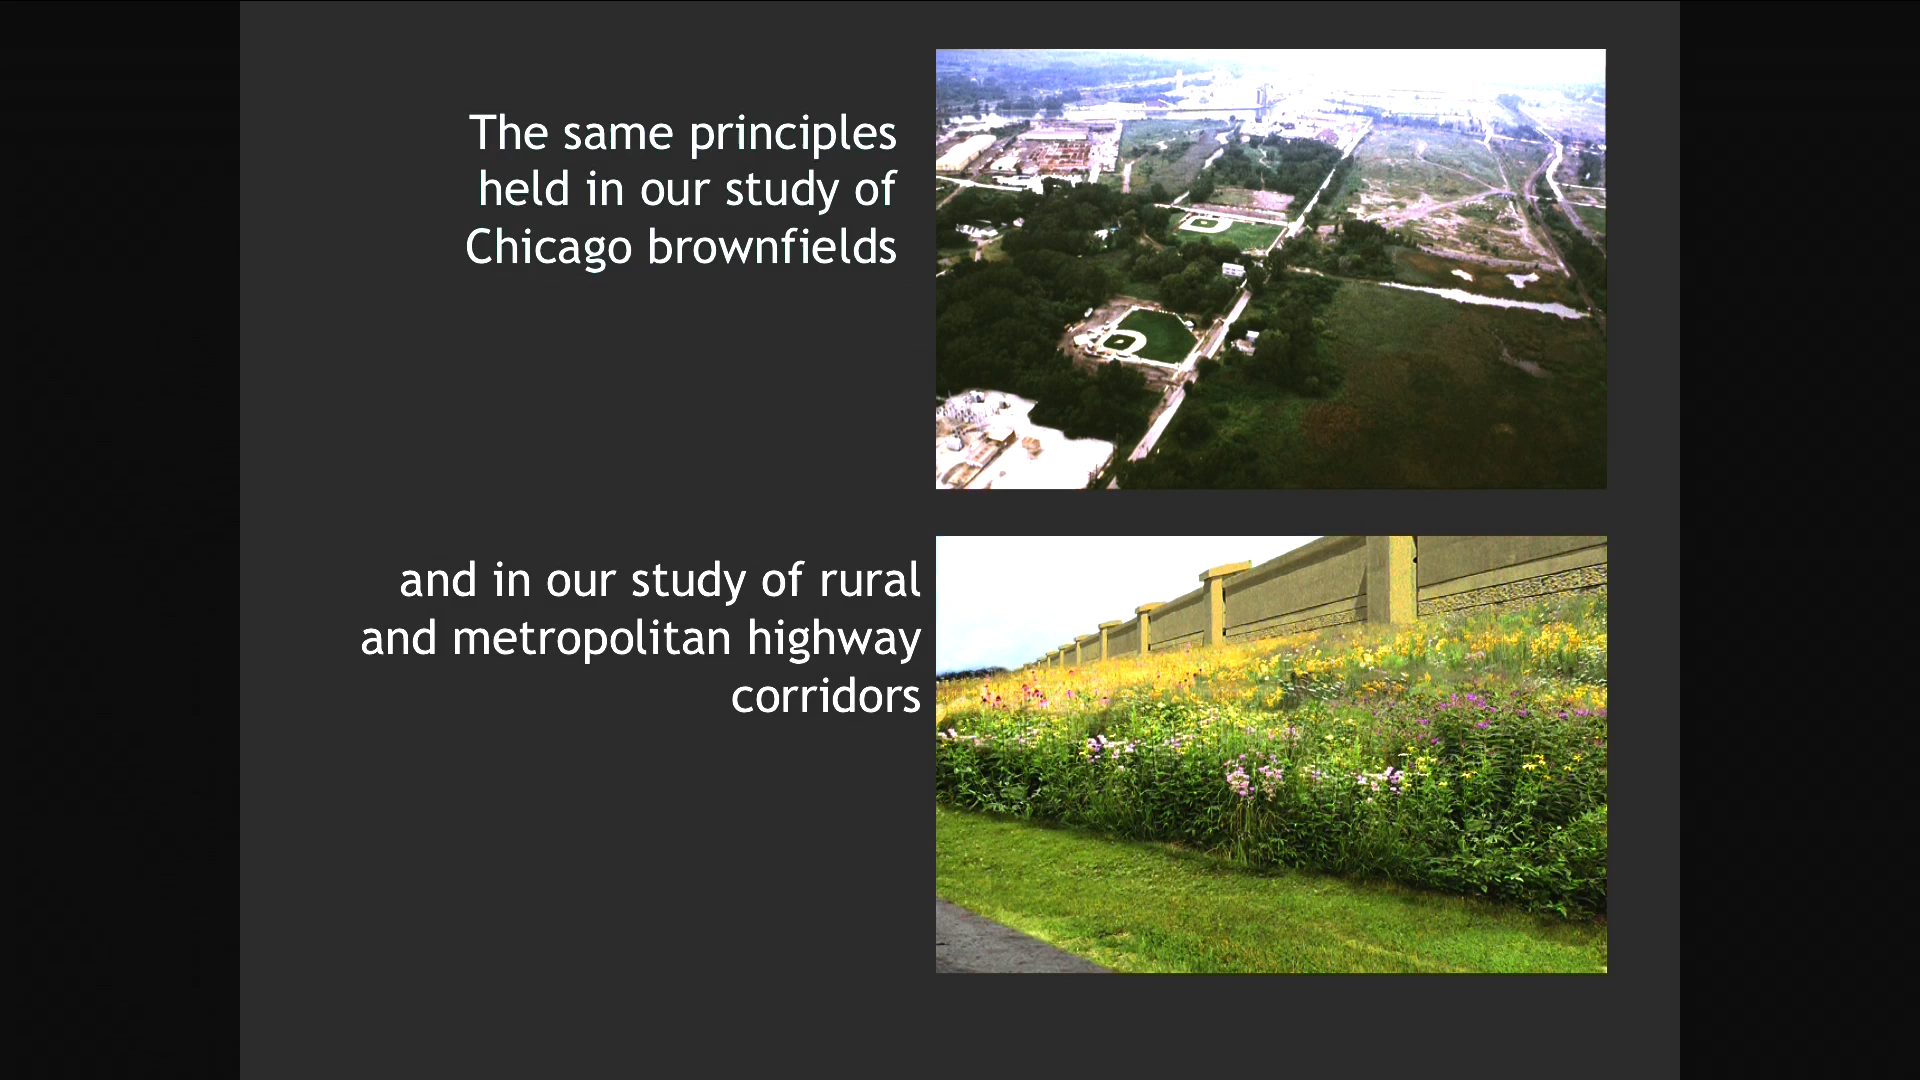 The same principles
held in our study of
Chicago brownfields
and in our study of rural
and metropolitan highway
corridors